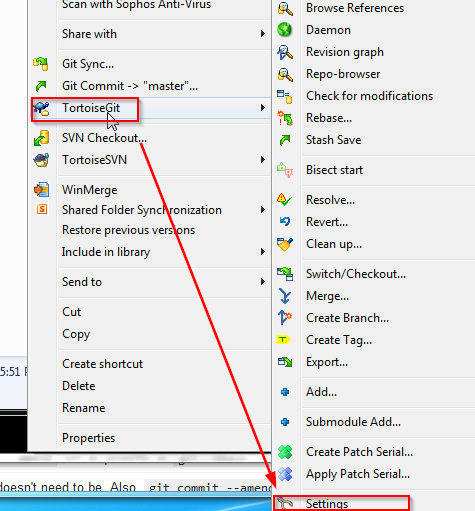 Scan with Sophos Anti-Virus
Share with
Git Sync...
Git Commit -> "master"...
TortoiseGit
SVN Checkout...
TortoiseSVN
WinMerge
Shared Folder Synchronization
Restore previous versions
Include in library
Send to
Cut
Copy
Create shortcut
Delete
Rename
Properties
Browse References
Daemon
Revision graph
Repo-browser
Check for modifications
Rebase...
Stash Save
Bisect start
Resolve...
Revert...
Clean up...
Switch/Checkout...
Merge...
Create Branch...
Create Tag...
Export...
Add...
Submodule Add...
Create Patch Serial...
Apply Patch Serial...
Settings
5:51
doesn't need to be. Also, git commit --amend